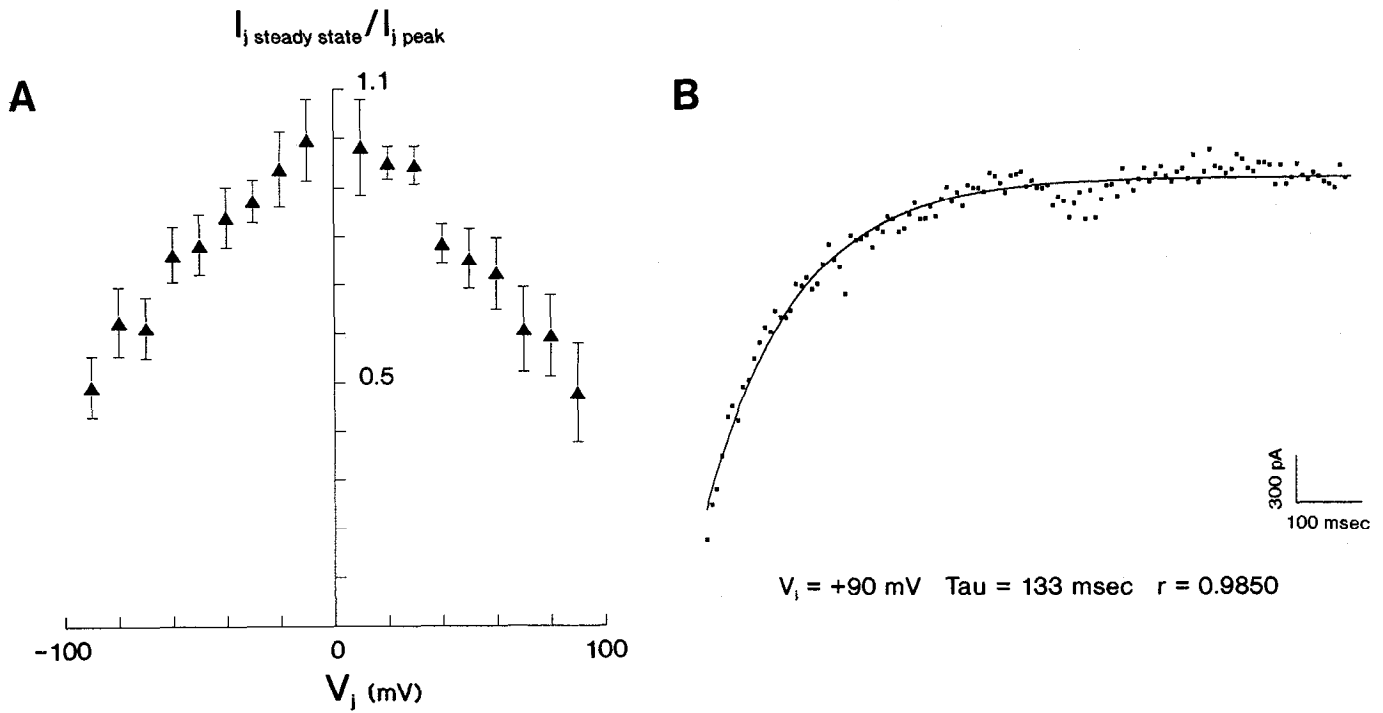 I j steady state / I j peak
A
1.1
0.5
-100
0
100
V j (mV)
B
300 pA
100 msec
V j = +90 mV Tau = 133 msec r = 0.9850